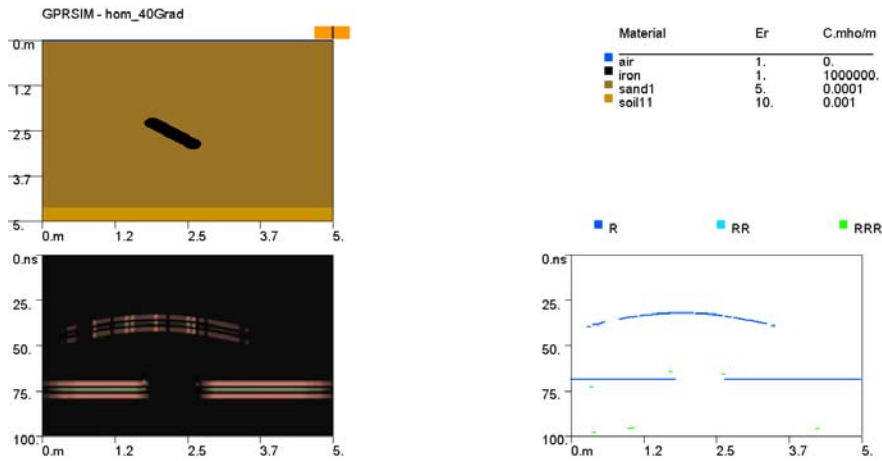 GPRSIM - hom_40Grad
0.m
1.2
2.5
3.7
5.
0.m 1.2 2.5 3.7 5.
Material Er C.mho/m
air 1. 0.
iron 1. 1000000.
sand1 5. 0.0001
soil11 10. 0.001
R RR RRR
0.ns
25.
50.
75.
100.
0.m 1.2 2.5 3.7 5.
0.ns
25.
50.
75.
100.
0.m 1.2 2.5 3.7 5.